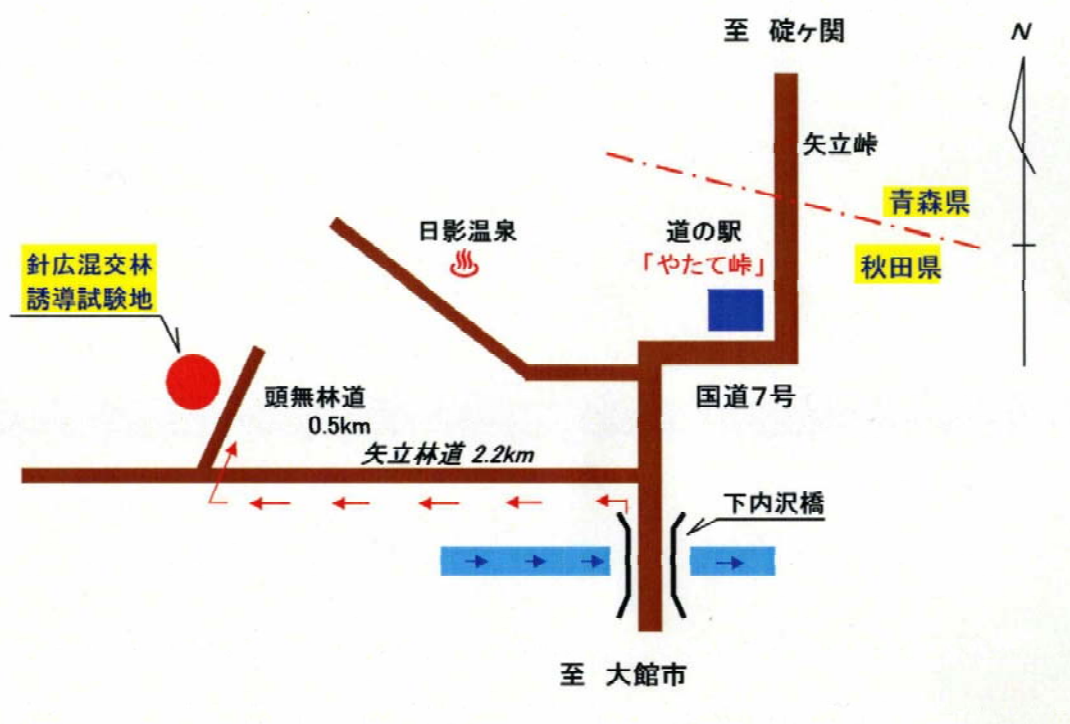 至 碇ヶ関
N
矢立峠
青森県
秋田県
日影温泉
道の駅
「やたて峠」
針広混交林
誘導試験地
頭無林道
0.5km
国道7号
矢立林道 2.2km
下内沢橋
至 大館市